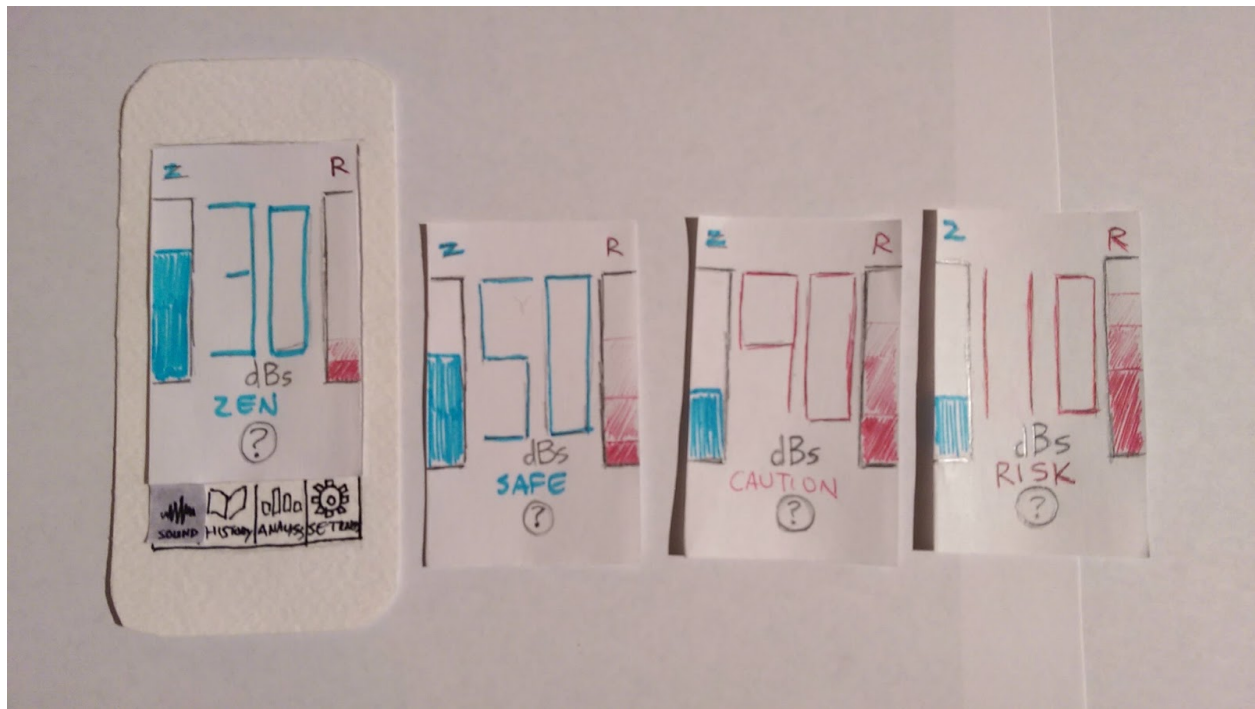 Z R
30
dBs
ZEN
?
SOUND HISTORY ANALYSIS SETTINGS
Z R
50
dBs
SAFE
?
Z R
90
dBs
CAUTION
?
Z R
110
dBs
RISK
?